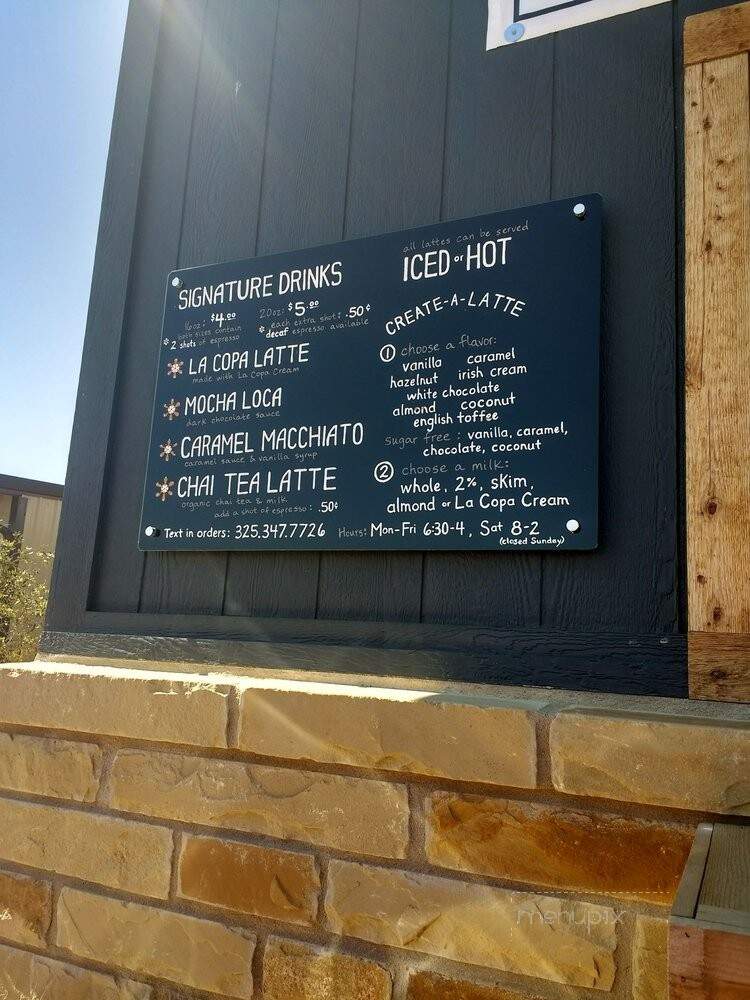 SIGNATURE DRINKS
16oz: $4.00 20oz: $5.00
* both sizes contain 2 shots of espresso
* each extra shot: .50¢
decaf espresso available
LA COPA LATTE
made with La Copa Cream
MOCHA LOCA
dark chocolate sauce
CARAMEL MACCHIATO
caramel sauce & vanilla syrup
CHAI TEA LATTE
organic chai tea & milk
add a shot of espresso: .50¢
all lattes can be served
ICED or HOT
CREATE-A-LATTE
① choose a flavor:
vanilla caramel
hazelnut irish cream
white chocolate
almond coconut
english toffee
sugar free: vanilla, caramel,
chocolate, coconut
② choose a milk:
whole, 2%, skim,
almond or La Copa Cream
Text in orders: 325.347.7726 Hours: Mon-Fri 6:30-4, Sat 8-2
(closed Sunday)
menupix